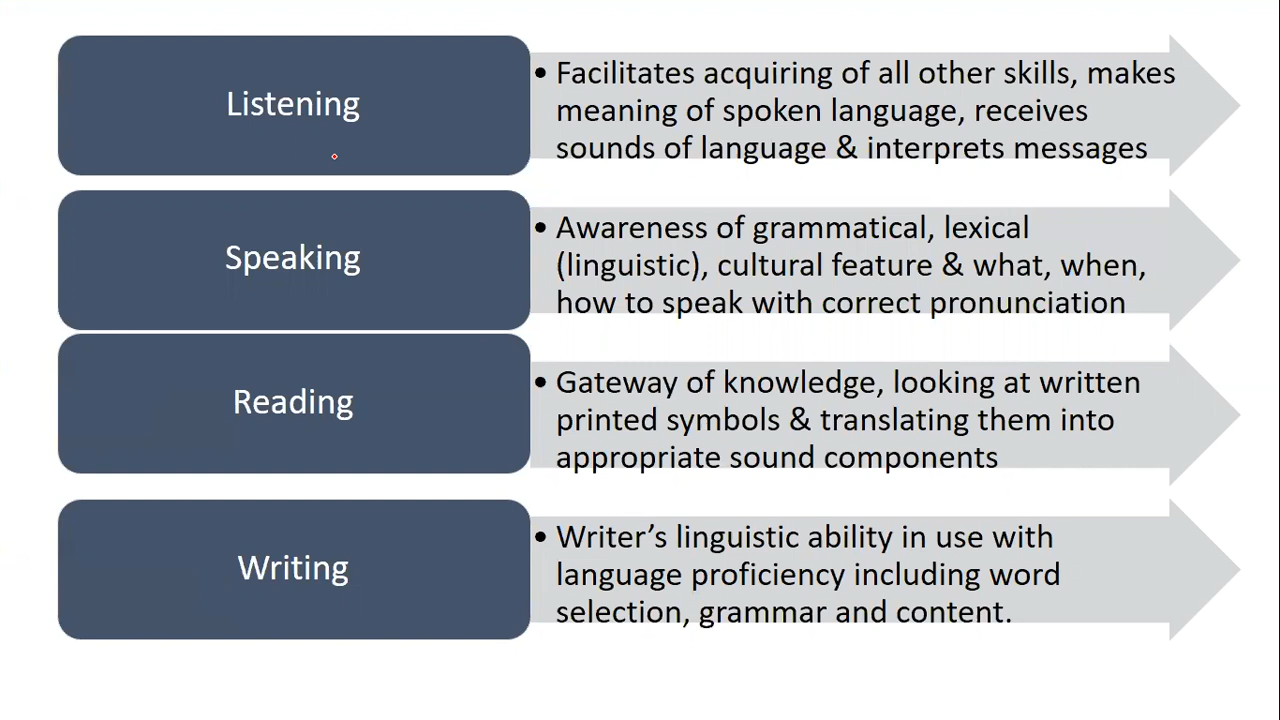 Listening
• Facilitates acquiring of all other skills, makes
meaning of spoken language, receives
sounds of language & interprets messages
Speaking
• Awareness of grammatical, lexical
(linguistic), cultural feature & what, when,
how to speak with correct pronunciation
Reading
• Gateway of knowledge, looking at written
printed symbols & translating them into
appropriate sound components
Writing
• Writer’s linguistic ability in use with
language proficiency including word
selection, grammar and content.